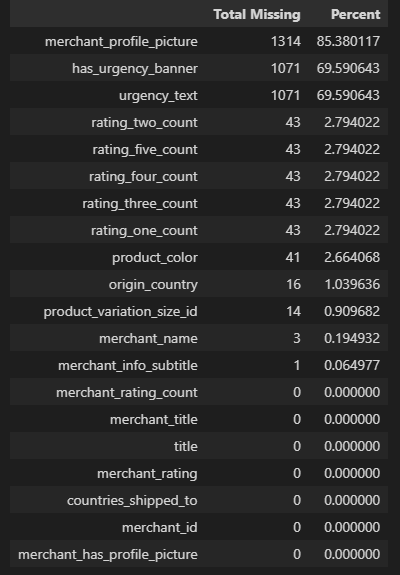 Total Missing Percent
merchant_profile_picture 1314 85.380117
has_urgency_banner 1071 69.590643
urgency_text 1071 69.590643
rating_two_count 43 2.794022
rating_five_count 43 2.794022
rating_four_count 43 2.794022
rating_three_count 43 2.794022
rating_one_count 43 2.794022
product_color 41 2.664068
origin_country 16 1.039636
product_variation_size_id 14 0.909682
merchant_name 3 0.194932
merchant_info_subtitle 1 0.064977
merchant_rating_count 0 0.000000
merchant_title 0 0.000000
title 0 0.000000
merchant_rating 0 0.000000
countries_shipped_to 0 0.000000
merchant_id 0 0.000000
merchant_has_profile_picture 0 0.000000